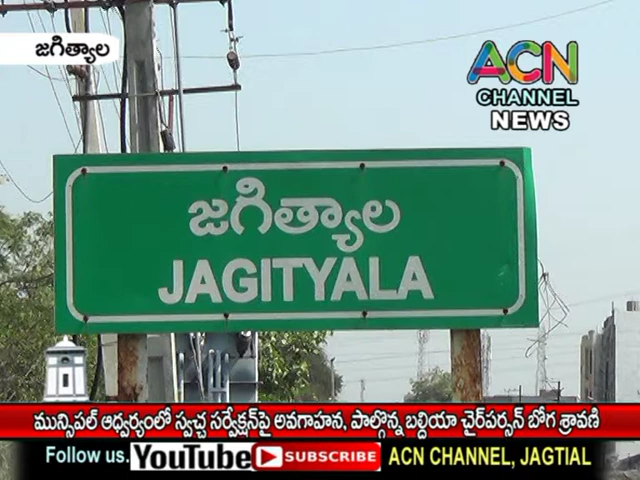 జగిత్యాల
ACN
CHANNEL
NEWS
జగిత్యాల
JAGITYALA
మున్సిపల్ ఆధ్వర్యంలో స్వచ్ఛ సర్వేక్షన్‌పై అవగాహన, పాల్గొన్న బల్దియా చైర్‌పర్సన్ బోగ శ్రావణి
Follow us. YouTube SUBSCRIBE ACN CHANNEL, JAGTIAL